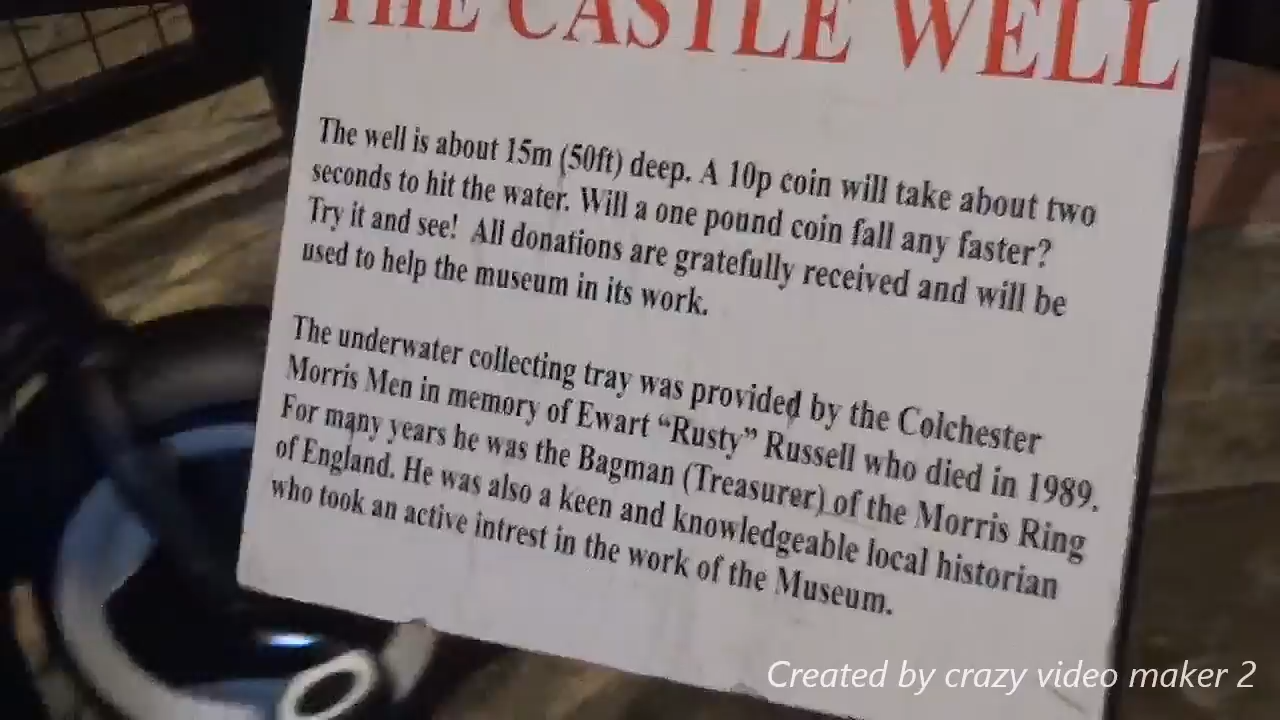 THE CASTLE WELL
The well is about 15m (50ft) deep. A 10p coin will take about two
seconds to hit the water. Will a one pound coin fall any faster?
Try it and see! All donations are gratefully received and will be
used to help the museum in its work.
The underwater collecting tray was provided by the Colchester
Morris Men in memory of Ewart “Rusty” Russell who died in 1989.
For many years he was the Bagman (Treasurer) of the Morris Ring
of England. He was also a keen and knowledgeable local historian
who took an active intrest in the work of the Museum.
Created by crazy video maker 2